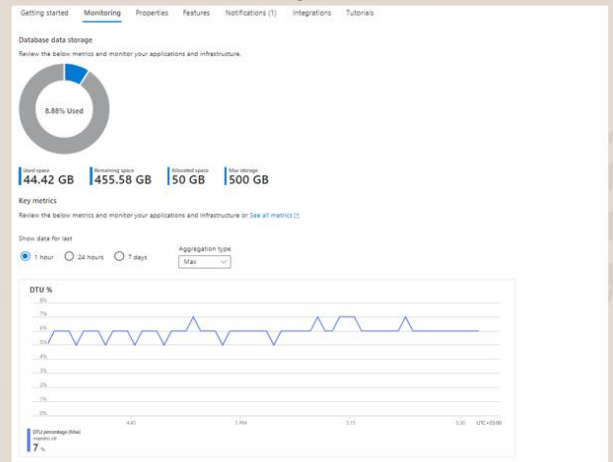 Getting started Monitoring Properties Features Notifications (1) Integrations Tutorials
Database data storage
Review the below metrics and monitor your applications and infrastructure.
8.88% Used
Used space Remaining space Allocated space Max storage
44.42 GB 455.58 GB 50 GB 500 GB
Key metrics
Review the below metrics and monitor your applications and infrastructure or See all metrics
Show data for last
Aggregation type
1 hour 24 hours 7 days
Max
DTU %
8%
7%
6%
5%
4%
3%
2%
1%
0%
4:45 5 PM 5:15 5:30 UTC+03:00
DTU percentage (Max)
7 %